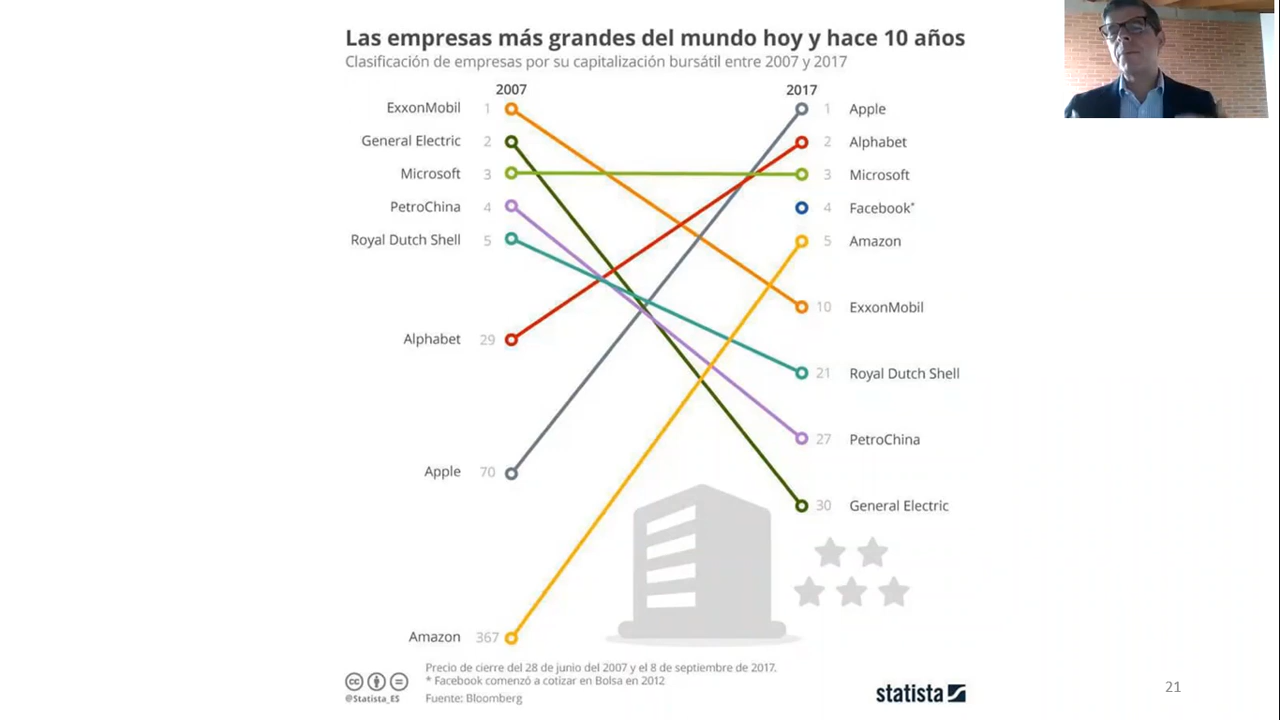 Las empresas más grandes del mundo hoy y hace 10 años
Clasificación de empresas por su capitalización bursátil entre 2007 y 2017
2007 2017
ExxonMobil 1 1 Apple
General Electric 2 2 Alphabet
Microsoft 3 3 Microsoft
PetroChina 4 4 Facebook*
Royal Dutch Shell 5 5 Amazon
10 ExxonMobil
Alphabet 29
21 Royal Dutch Shell
27 PetroChina
Apple 70
30 General Electric
Amazon 367
Precio de cierre del 28 de junio del 2007 y el 8 de septiembre de 2017.
* Facebook comenzó a cotizar en Bolsa en 2012
Fuente: Bloomberg
cc
@Statista_ES
statista
21